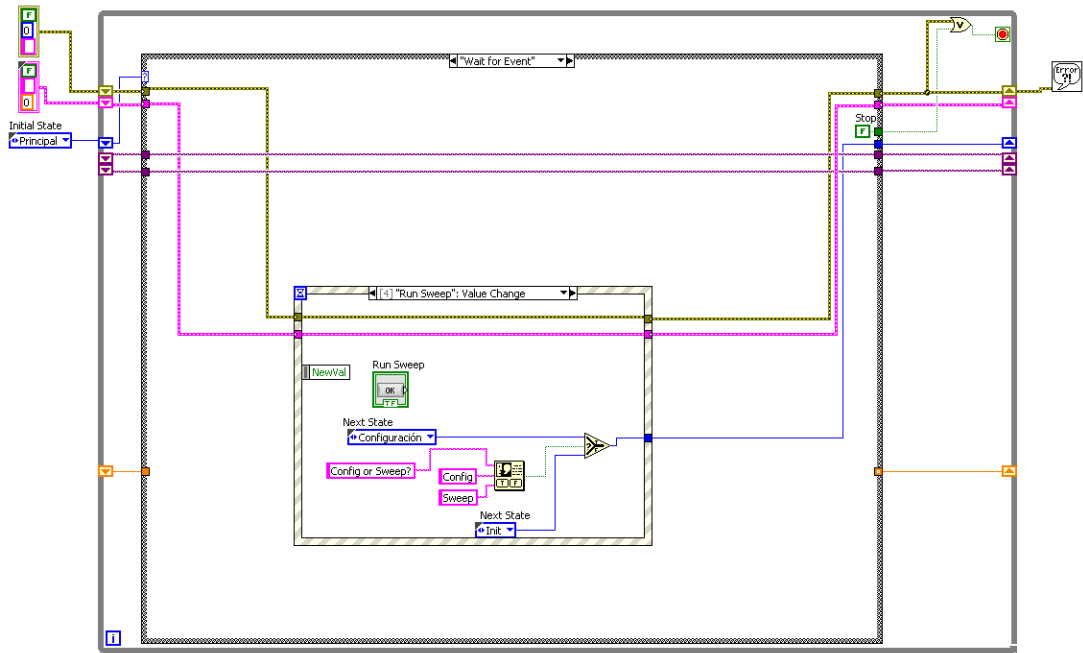 F
0
F
0
Initial State
Principal
"Wait for Event"
?
V
Error
?!
Stop
F
[4] "Run Sweep": Value Change
NewVal
Run Sweep
OK
TF
Next State
Configuración
Config or Sweep?
Config
Sweep
T F
?
F
Next State
Init
i